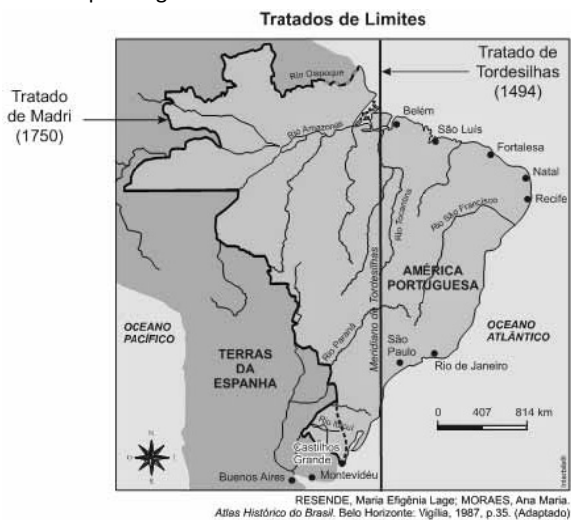 Tratados de Limites
Tratado
de Madri
(1750)
Tratado de
Tordesilhas
(1494)
Rio Oiapoque
Rio Amazonas
Belém
São Luís
Fortalesa
Natal
Recife
Rio São Francisco
Rio Tocantins
Meridiano de Tordesilhas
AMÉRICA
PORTUGUESA
OCEANO
PACÍFICO
OCEANO
ATLÂNTICO
TERRAS
DA
ESPANHA
Rio Paraná
São
Paulo
Rio de Janeiro
0 407 814 km
Castilhos
Grande
Buenos Aires
Montevidéu
N
S
RESENDE, Maria Efigênia Lage; MORAES, Ana Maria.
Atlas Histórico do Brasil. Belo Horizonte: Vigília, 1987, p.35. (Adaptado)